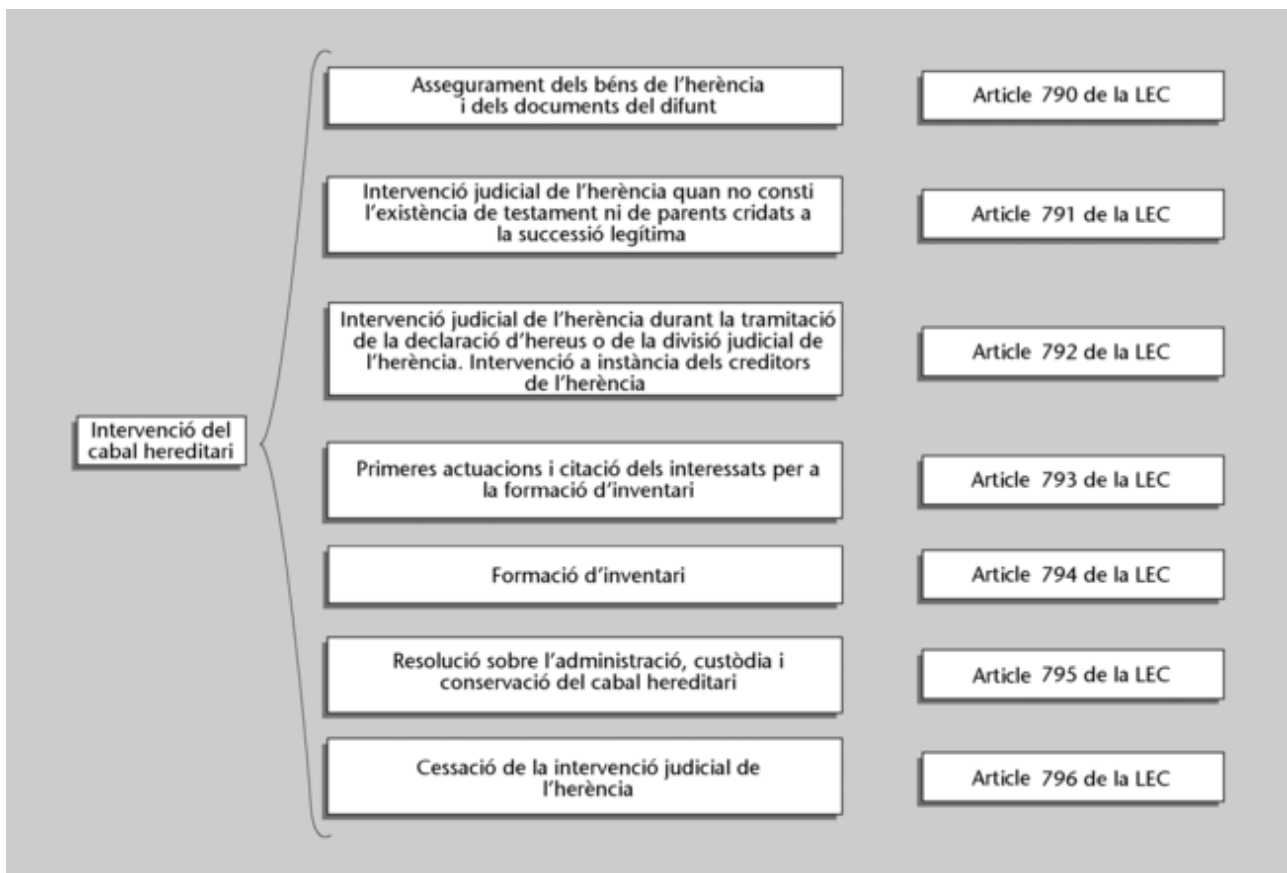 Assegurament dels béns de l'herència
i dels documents del difunt
Article 790 de la LEC
Intervenció judicial de l'herència quan no consti
l'existència de testament ni de parents cridats a
la successió legítima
Article 791 de la LEC
Intervenció judicial de l'herència durant la tramitació
de la declaració d'hereus o de la divisió judicial de
l'herència. Intervenció a instància dels creditors
de l'herència
Article 792 de la LEC
Intervenció del
cabal hereditari
Primeres actuacions i citació dels interessats per a
la formació d'inventari
Article 793 de la LEC
Formació d'inventari
Article 794 de la LEC
Resolució sobre l'administració, custòdia i
conservació del cabal hereditari
Article 795 de la LEC
Cessació de la intervenció judicial de
l'herència
Article 796 de la LEC